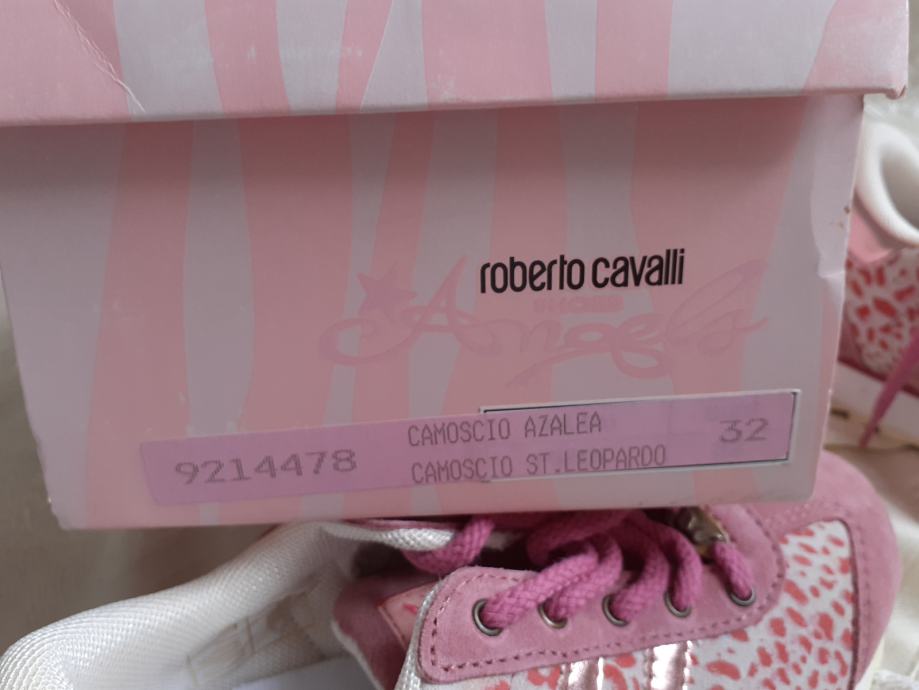 roberto cavalli
Angels
CAMOSCIO AZALEA
32
9214478
CAMOSCIO ST.LEOPARDO